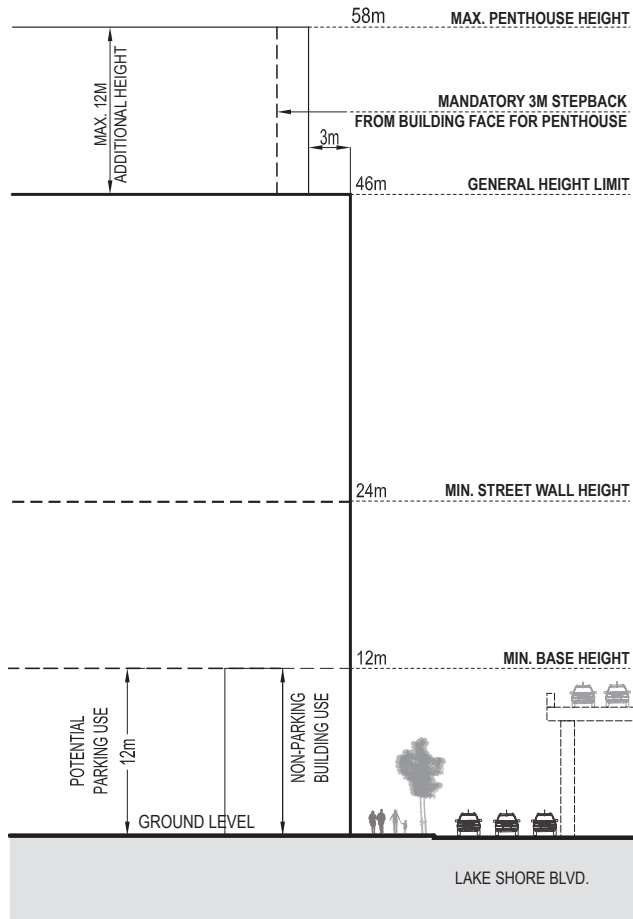 58m
MAX. PENTHOUSE HEIGHT
MAX. 12M
ADDITIONAL HEIGHT
MANDATORY 3M STEPBACK
FROM BUILDING FACE FOR PENTHOUSE
3m
46m
GENERAL HEIGHT LIMIT
24m
MIN. STREET WALL HEIGHT
12m
MIN. BASE HEIGHT
POTENTIAL
PARKING USE
12m
NON-PARKING
BUILDING USE
GROUND LEVEL
LAKE SHORE BLVD.